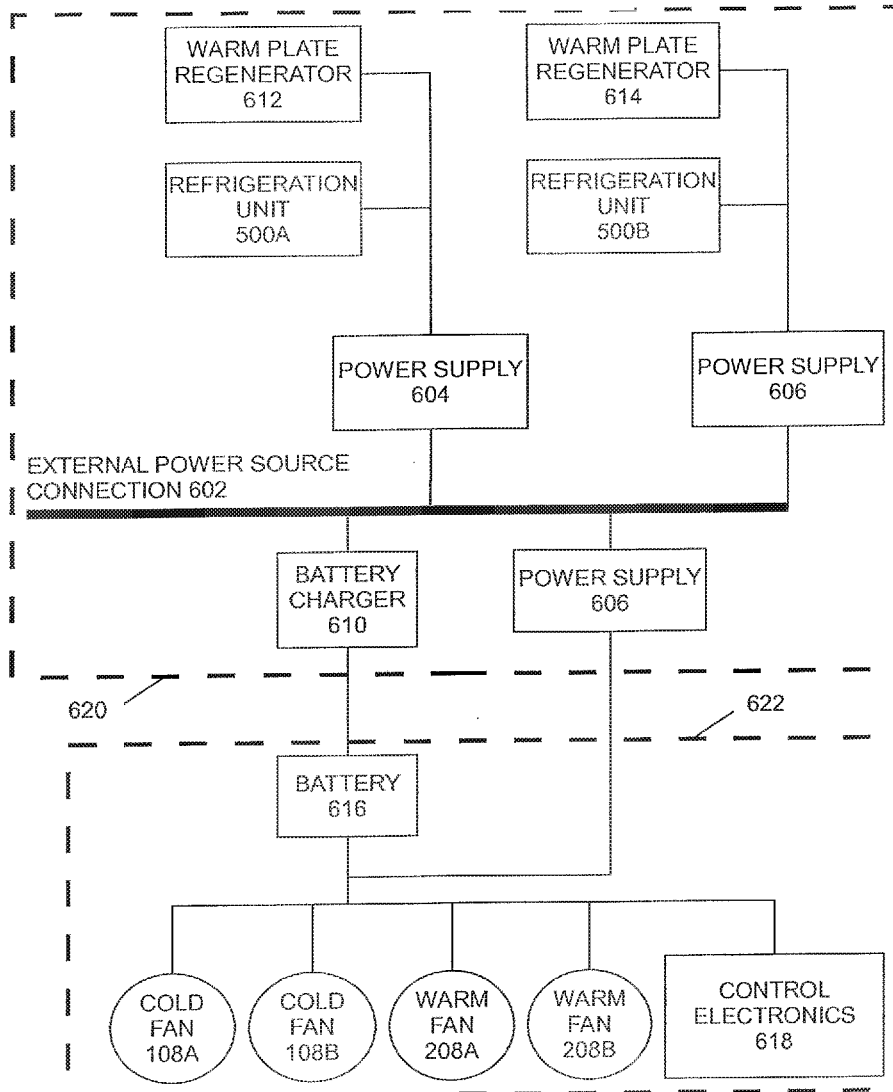 WARM PLATE
REGENERATOR
612
WARM PLATE
REGENERATOR
614
REFRIGERATION
UNIT
500A
REFRIGERATION
UNIT
500B
POWER SUPPLY
604
POWER SUPPLY
606
EXTERNAL POWER SOURCE
CONNECTION 602
BATTERY
CHARGER
610
POWER SUPPLY
606
620
622
BATTERY
616
COLD
FAN
108A
COLD
FAN
108B
WARM
FAN
208A
WARM
FAN
208B
CONTROL
ELECTRONICS
618